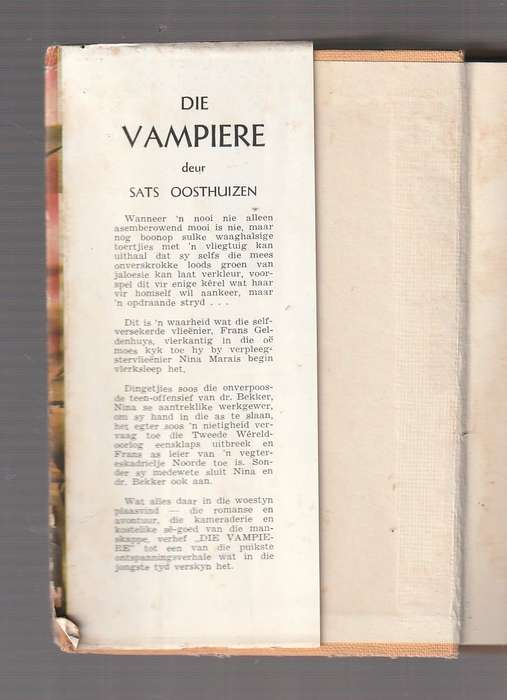 DIE
VAMPIERE
deur
SATS OOSTHUIZEN
Wanneer 'n nooi nie alleen
asemberowend mooi is nie, maar
nog boonop sulke waaghalsige
toertjies met 'n vliegtuig kan
uithaal dat sy selfs die mees
onverskrokke loods groen van
jaloesie kan laat verkleur, voor-
spel dit vir enige kêrel wat haar
vir homself wil aankeer, maar
'n opdraande stryd . . .
Dit is 'n waarheid wat die self-
versekerde vlieënier, Frans Gel-
denhuys, vierkantig in die oë
moes kyk toe hy by verpleeg-
stervlieënier Nina Marais begin
vlerksleep het.
Dingetjies soos die onverpoos-
de teen-offensief van dr. Bekker,
Nina se aantreklike werkgewer,
om sy hand in die as te slaan,
het egter soos 'n nietigheid ver-
vaag toe die Tweede Wêreld-
oorlog eensklaps uitbreek en
Frans as leier van 'n vegter-
eskadrielje Noorde toe is. Son-
der sy medewete sluit Nina en
dr. Bekker ook aan.
Wat alles daar in die woestyn
plaasvind — die romanse en
avontuur, die kameraderie en
kostelike sê-goed van die man-
skappe, verhef „DIE VAMPIE-
RE" tot een van die puikste
ontspanningsverhale wat in die
jongste tyd verskyn het.